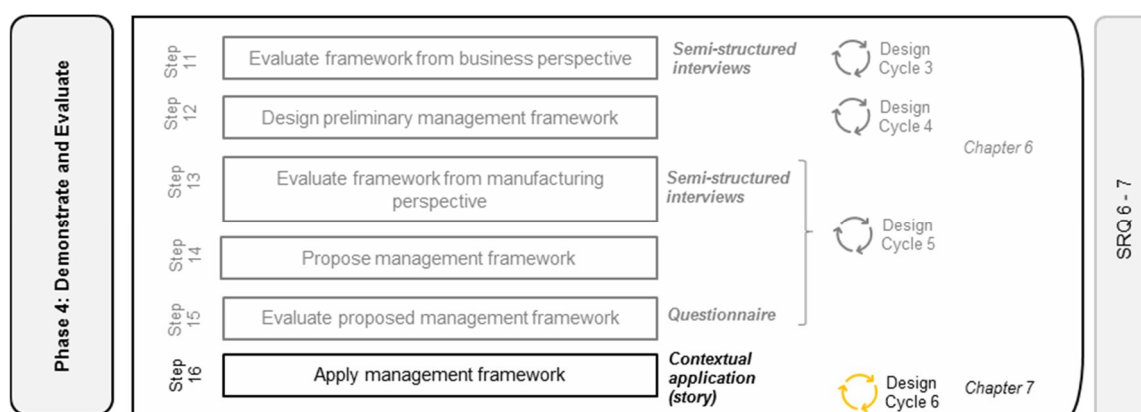 Phase 4: Demonstrate and Evaluate
Step
11
Evaluate framework from business perspective
Semi-structured
interviews
Design
Cycle 3
Step
12
Design preliminary management framework
Design
Cycle 4
Chapter 6
Step
13
Evaluate framework from manufacturing
perspective
Semi-structured
interviews
Design
Cycle 5
Step
14
Propose management framework
Step
15
Evaluate proposed management framework
Questionnaire
Step
16
Apply management framework
Contextual
application
(story)
Design
Cycle 6
Chapter 7
SRQ 6 - 7